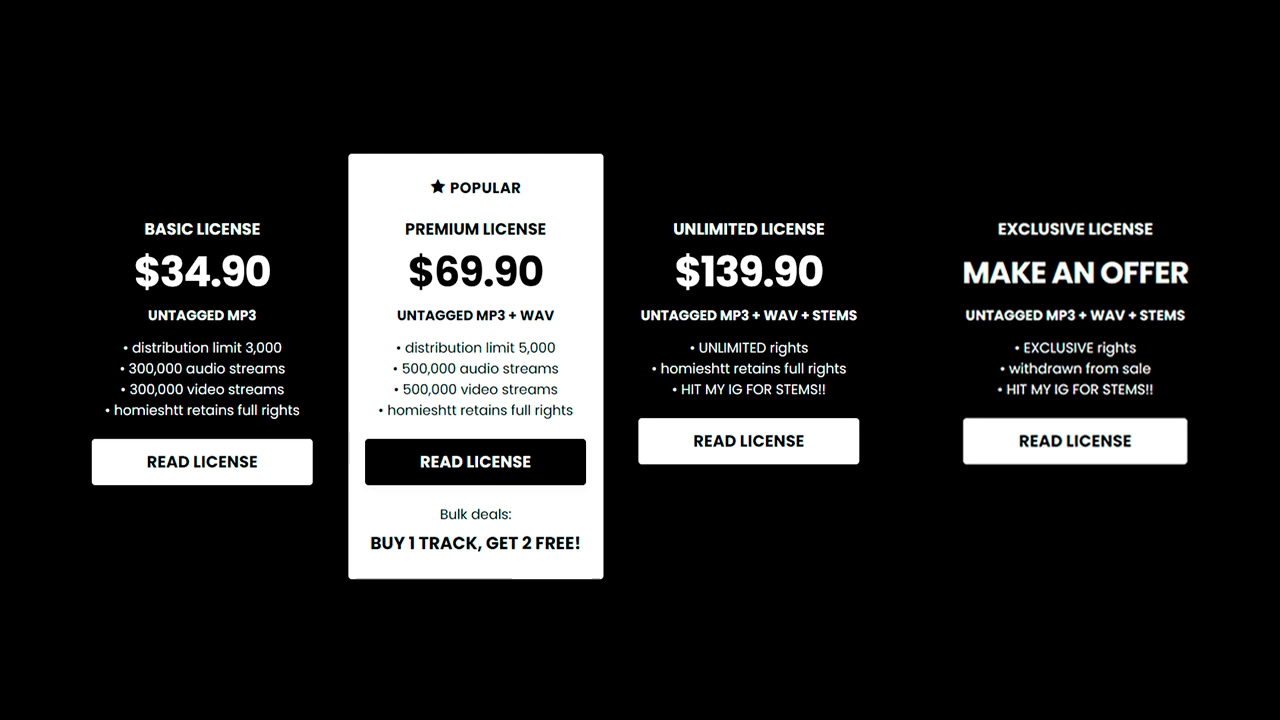 BASIC LICENSE
$34.90
UNTAGGED MP3
• distribution limit 3,000
• 300,000 audio streams
• 300,000 video streams
• homieshtt retains full rights
READ LICENSE
POPULAR
PREMIUM LICENSE
$69.90
UNTAGGED MP3 + WAV
• distribution limit 5,000
• 500,000 audio streams
• 500,000 video streams
• homieshtt retains full rights
READ LICENSE
Bulk deals:
BUY 1 TRACK, GET 2 FREE!
UNLIMITED LICENSE
$139.90
UNTAGGED MP3 + WAV + STEMS
• UNLIMITED rights
• homieshtt retains full rights
• HIT MY IG FOR STEMS!!
READ LICENSE
EXCLUSIVE LICENSE
MAKE AN OFFER
UNTAGGED MP3 + WAV + STEMS
• EXCLUSIVE rights
• withdrawn from sale
• HIT MY IG FOR STEMS!!
READ LICENSE